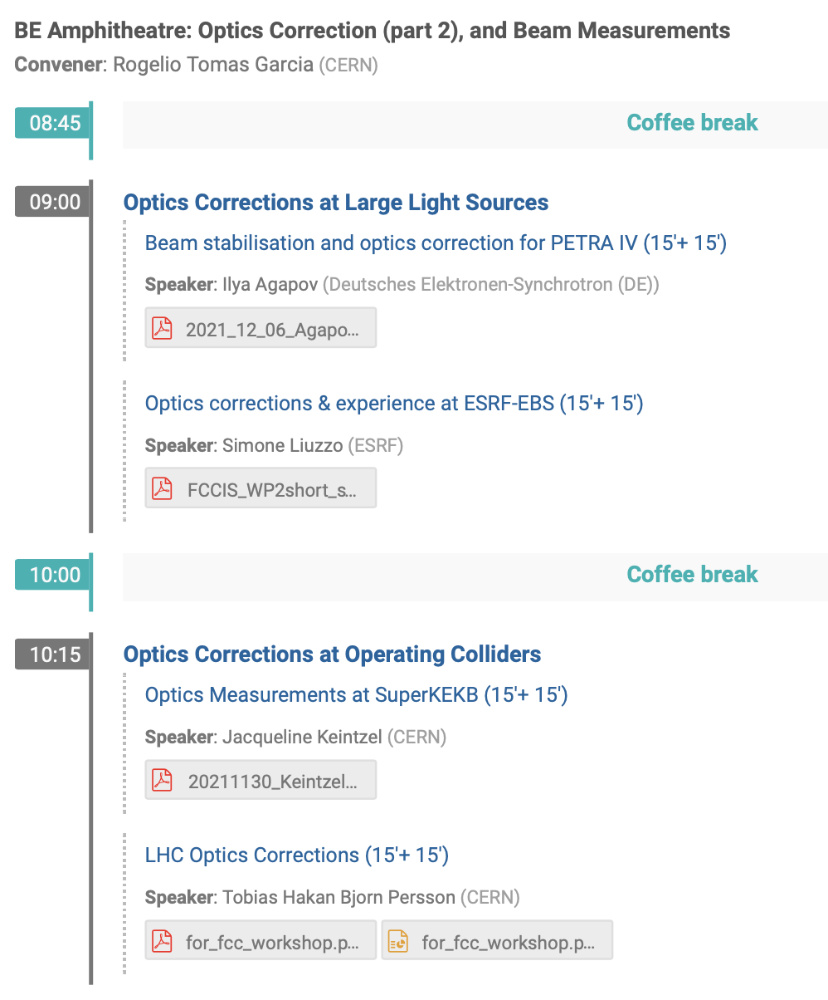 BE Amphitheatre: Optics Correction (part 2), and Beam Measurements
Convener: Rogelio Tomas Garcia (CERN)
08:45 Coffee break
09:00 Optics Corrections at Large Light Sources
Beam stabilisation and optics correction for PETRA IV (15'+ 15')
Speaker: Ilya Agapov (Deutsches Elektronen-Synchrotron (DE))
2021_12_06_Agapo...
Optics corrections & experience at ESRF-EBS (15'+ 15')
Speaker: Simone Liuzzo (ESRF)
FCCIS_WP2short_s...
10:00 Coffee break
10:15 Optics Corrections at Operating Colliders
Optics Measurements at SuperKEKB (15'+ 15')
Speaker: Jacqueline Keintzel (CERN)
20211130_Keintzel...
LHC Optics Corrections (15'+ 15')
Speaker: Tobias Hakan Bjorn Persson (CERN)
for_fcc_workshop.p... for_fcc_workshop.p...